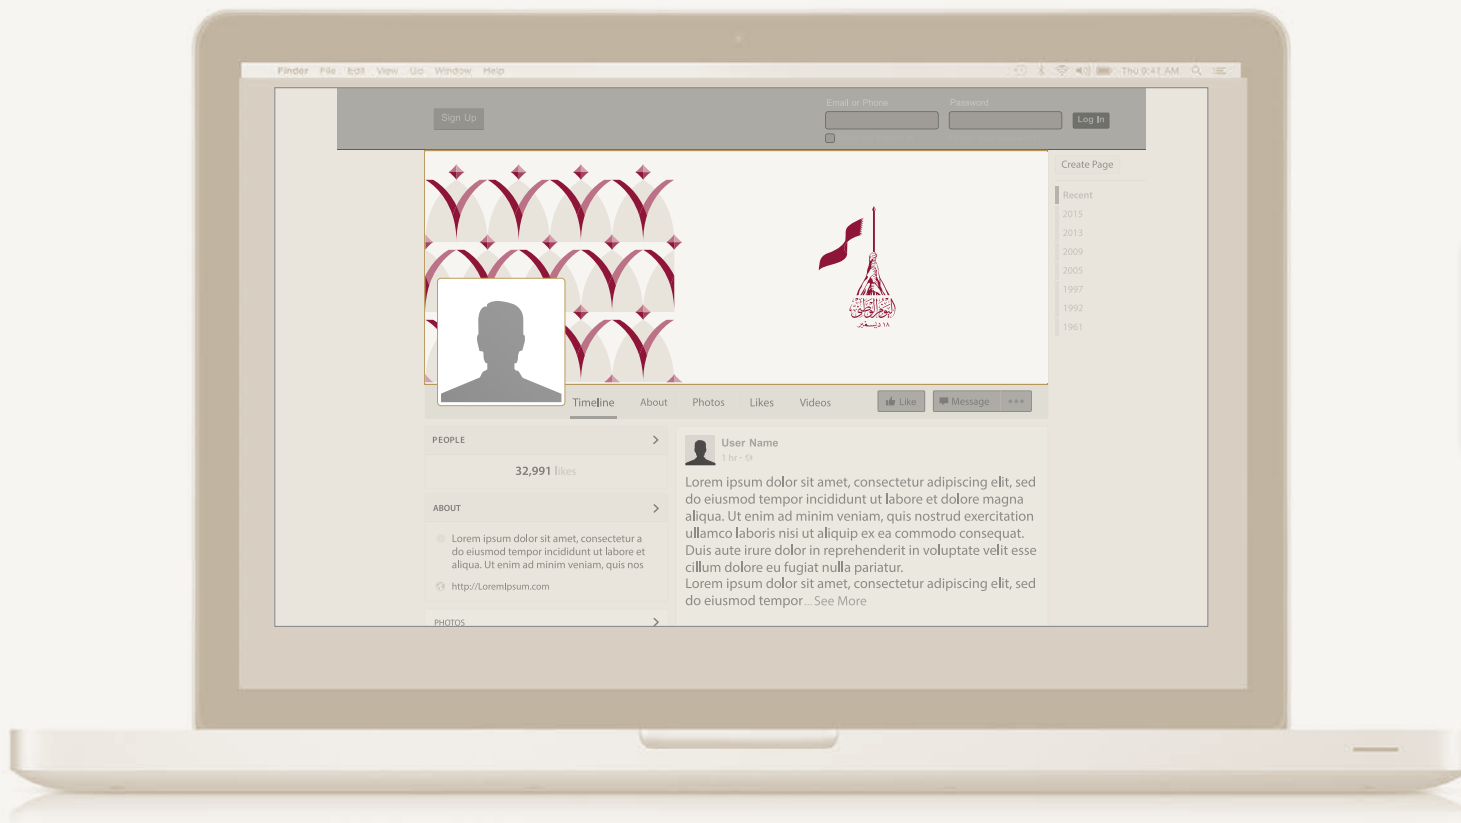 Finder File Edit View Go Window Help
Thu 9:41 AM
Sign Up
Email or Phone
Password
Log In
Create Page
Recent
2015
2013
2009
2005
1997
1992
1961
اليوم الوطني
١٨ ديسمبر
Timeline About Photos Likes Videos
Like
Message
PEOPLE
32,991 likes
ABOUT
Lorem ipsum dolor sit amet, consectetur a
do eiusmod tempor incididunt ut labore et
aliqua. Ut enim ad minim veniam, quis nos
http://LoremIpsum.com
PHOTOS
User Name
1 hr
Lorem ipsum dolor sit amet, consectetur adipiscing elit, sed
do eiusmod tempor incididunt ut labore et dolore magna
aliqua. Ut enim ad minim veniam, quis nostrud exercitation
ullamco laboris nisi ut aliquip ex ea commodo consequat.
Duis aute irure dolor in reprehenderit in voluptate velit esse
cillum dolore eu fugiat nulla pariatur.
Lorem ipsum dolor sit amet, consectetur adipiscing elit, sed
do eiusmod tempor... See More